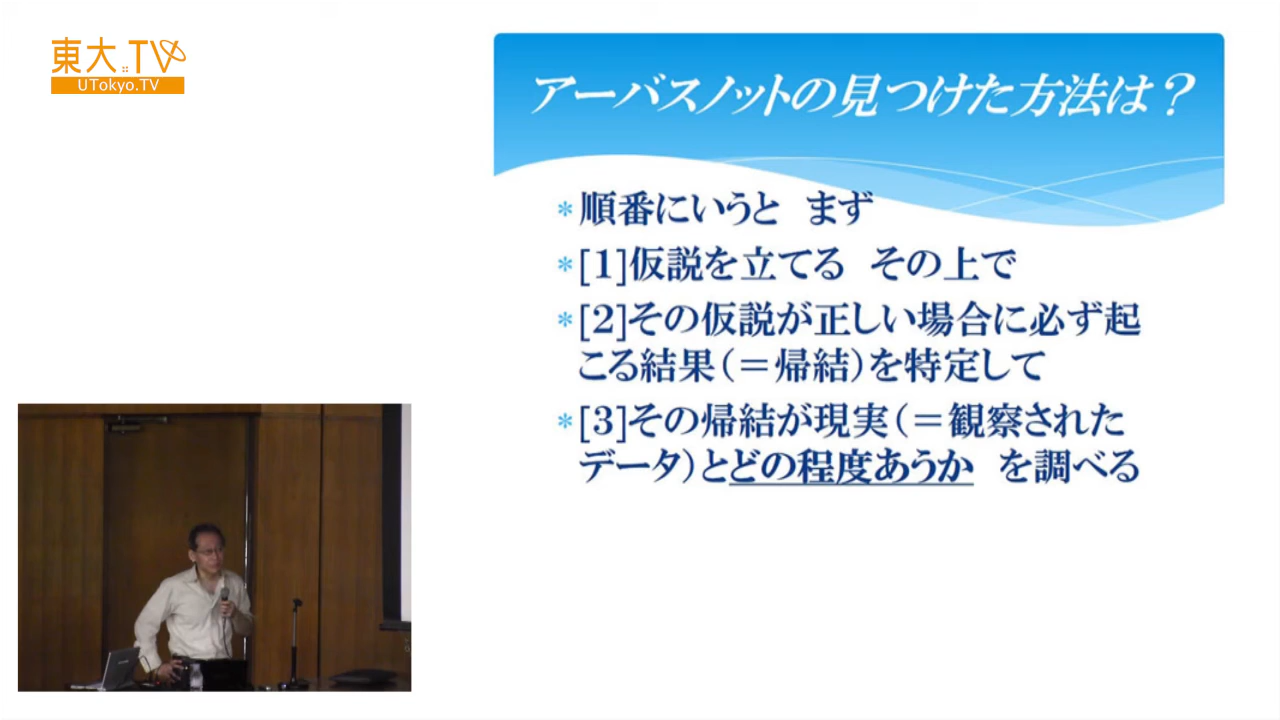 東大.TV
UTokyo.TV
アーバスノットの見つけた方法は？
*順番にいうと　まず
*[1]仮説を立てる　その上で
*[2]その仮説が正しい場合に必ず起
こる結果（＝帰結）を特定して
*[3]その帰結が現実（＝観察された
データ）とどの程度あうか　を調べる